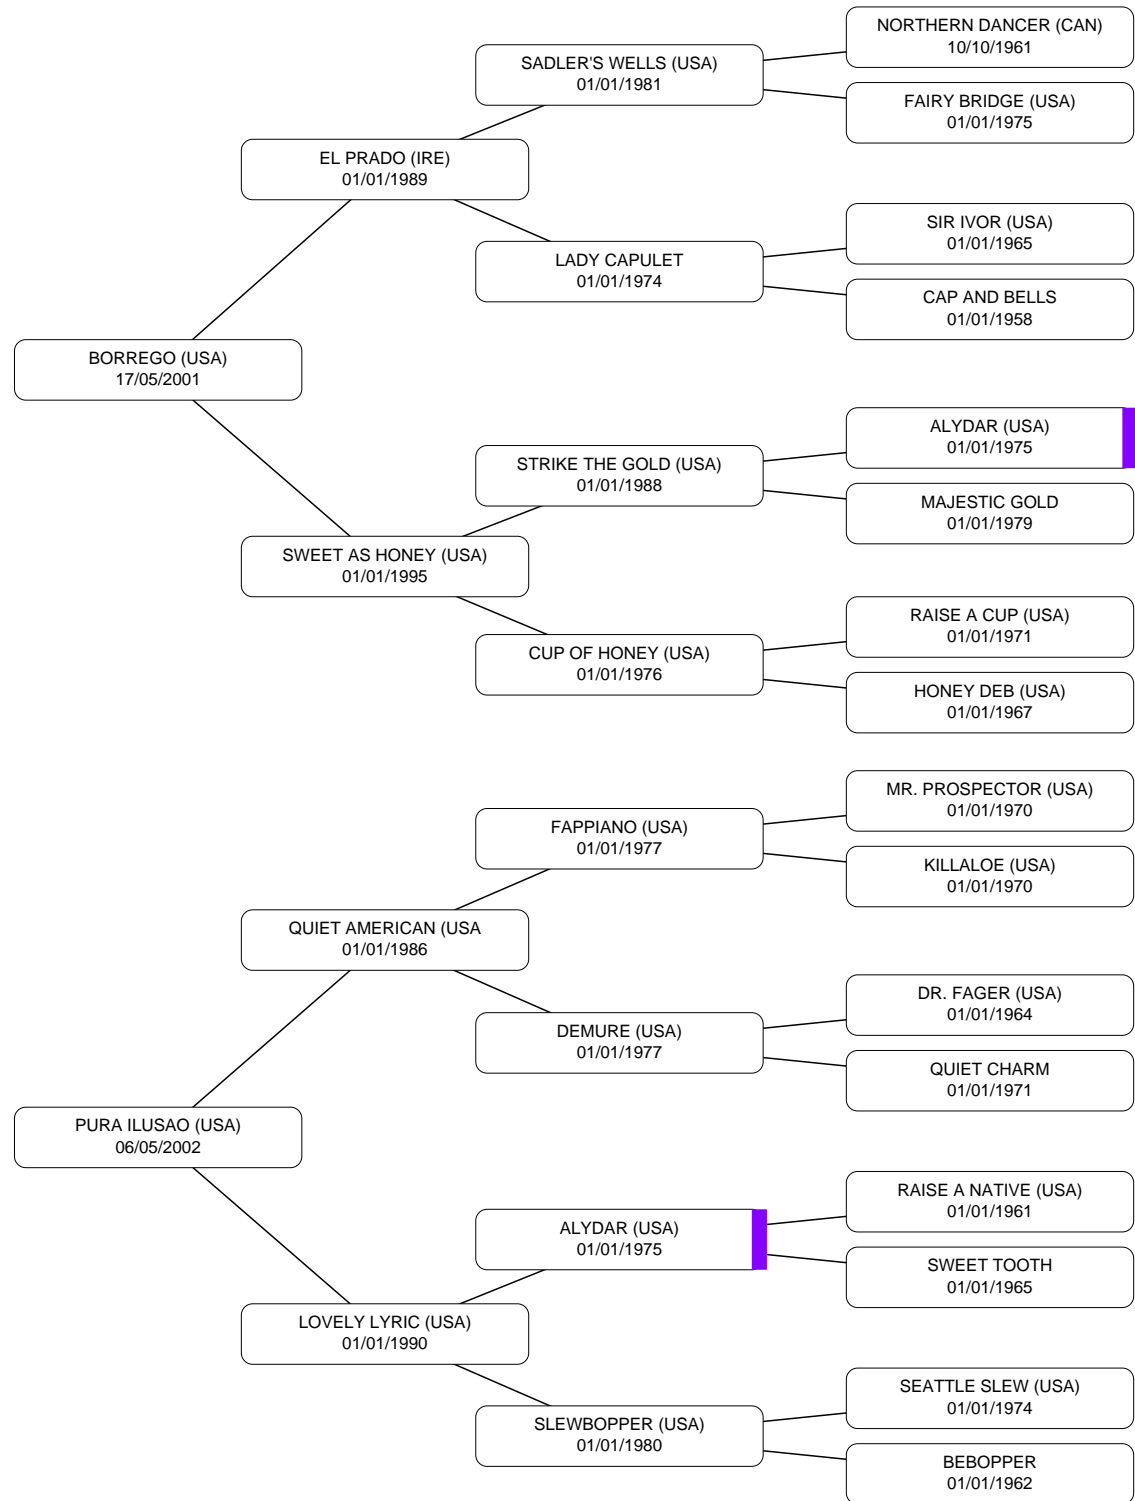 NORTHERN DANCER (CAN)
10/10/1961
SADLER'S WELLS (USA)
01/01/1981
FAIRY BRIDGE (USA)
01/01/1975
EL PRADO (IRE)
01/01/1989
SIR IVOR (USA)
01/01/1965
LADY CAPULET
01/01/1974
CAP AND BELLS
01/01/1958
BORREGO (USA)
17/05/2001
ALYDAR (USA)
01/01/1975
STRIKE THE GOLD (USA)
01/01/1988
MAJESTIC GOLD
01/01/1979
SWEET AS HONEY (USA)
01/01/1995
RAISE A CUP (USA)
01/01/1971
CUP OF HONEY (USA)
01/01/1976
HONEY DEB (USA)
01/01/1967
MR. PROSPECTOR (USA)
01/01/1970
FAPPIANO (USA)
01/01/1977
KILLALOE (USA)
01/01/1970
QUIET AMERICAN (USA
01/01/1986
DR. FAGER (USA)
01/01/1964
DEMURE (USA)
01/01/1977
QUIET CHARM
01/01/1971
PURA ILUSAO (USA)
06/05/2002
RAISE A NATIVE (USA)
01/01/1961
ALYDAR (USA)
01/01/1975
SWEET TOOTH
01/01/1965
LOVELY LYRIC (USA)
01/01/1990
SEATTLE SLEW (USA)
01/01/1974
SLEWBOPPER (USA)
01/01/1980
BEBOPPER
01/01/1962